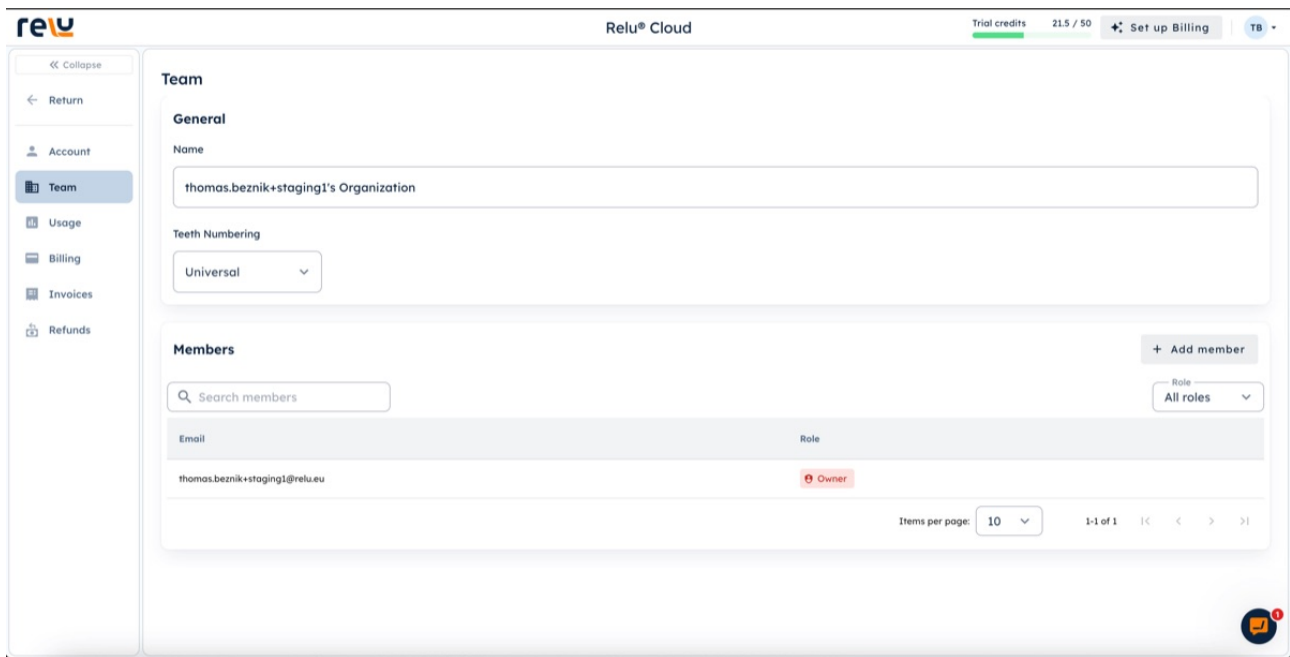 relu
Relu® Cloud
Trial credits 21.5 / 50
Set up Billing
TB
Collapse
Return
Account
Team
Usage
Billing
Invoices
Refunds
Team
General
Name
thomas.beznik+staging1's Organization
Teeth Numbering
Universal
Members
+ Add member
Search members
Role
All roles
Email Role
thomas.beznik+staging1@relu.eu Owner
Items per page: 10 1-1 of 1
1